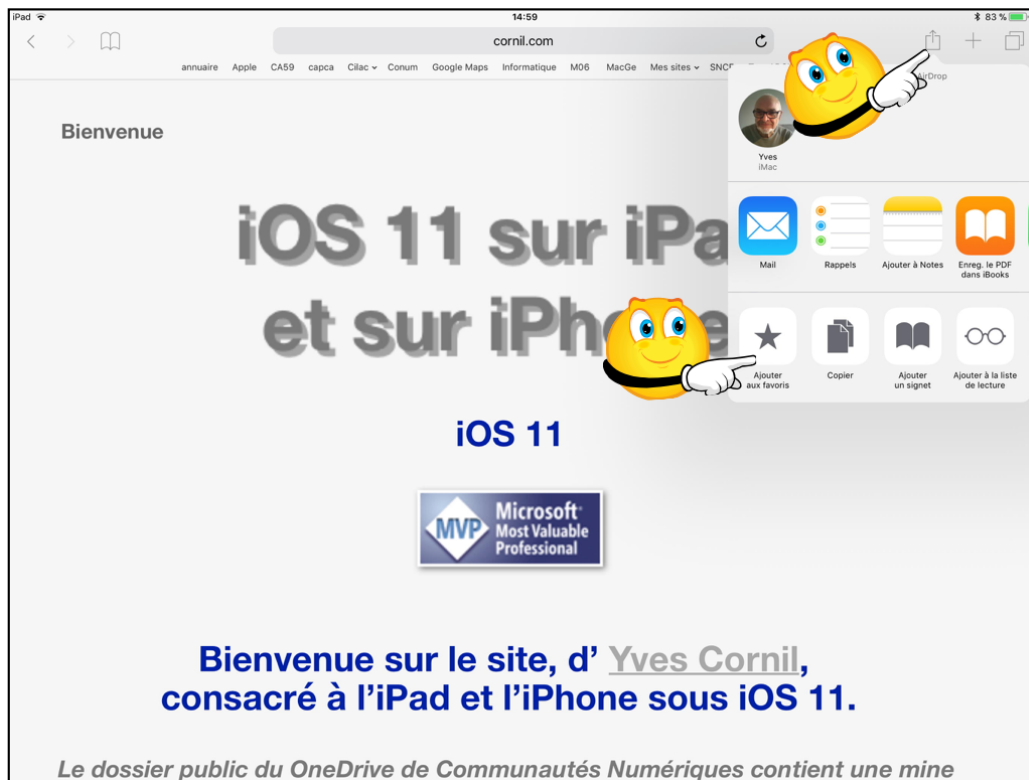 iPad 14:59 83 %
cornil.com
annuaire Apple CA59 capca Cilac Conum Google Maps Informatique M06 MacGe Mes sites
AirDrop
Bienvenue
Yves
iMac
iOS 11 sur iPa
et sur iPhone
Mail Rappels Ajouter à Notes Enreg. le PDF
dans iBooks
Ajouter
aux favoris
Copier
Ajouter
un signet
Ajouter à la liste
de lecture
iOS 11
MVP
Microsoft
Most Valuable
Professional
Bienvenue sur le site, d’ Yves Cornil,
consacré à l’iPad et l’iPhone sous iOS 11.
Le dossier public du OneDrive de Communautés Numériques contient une mine